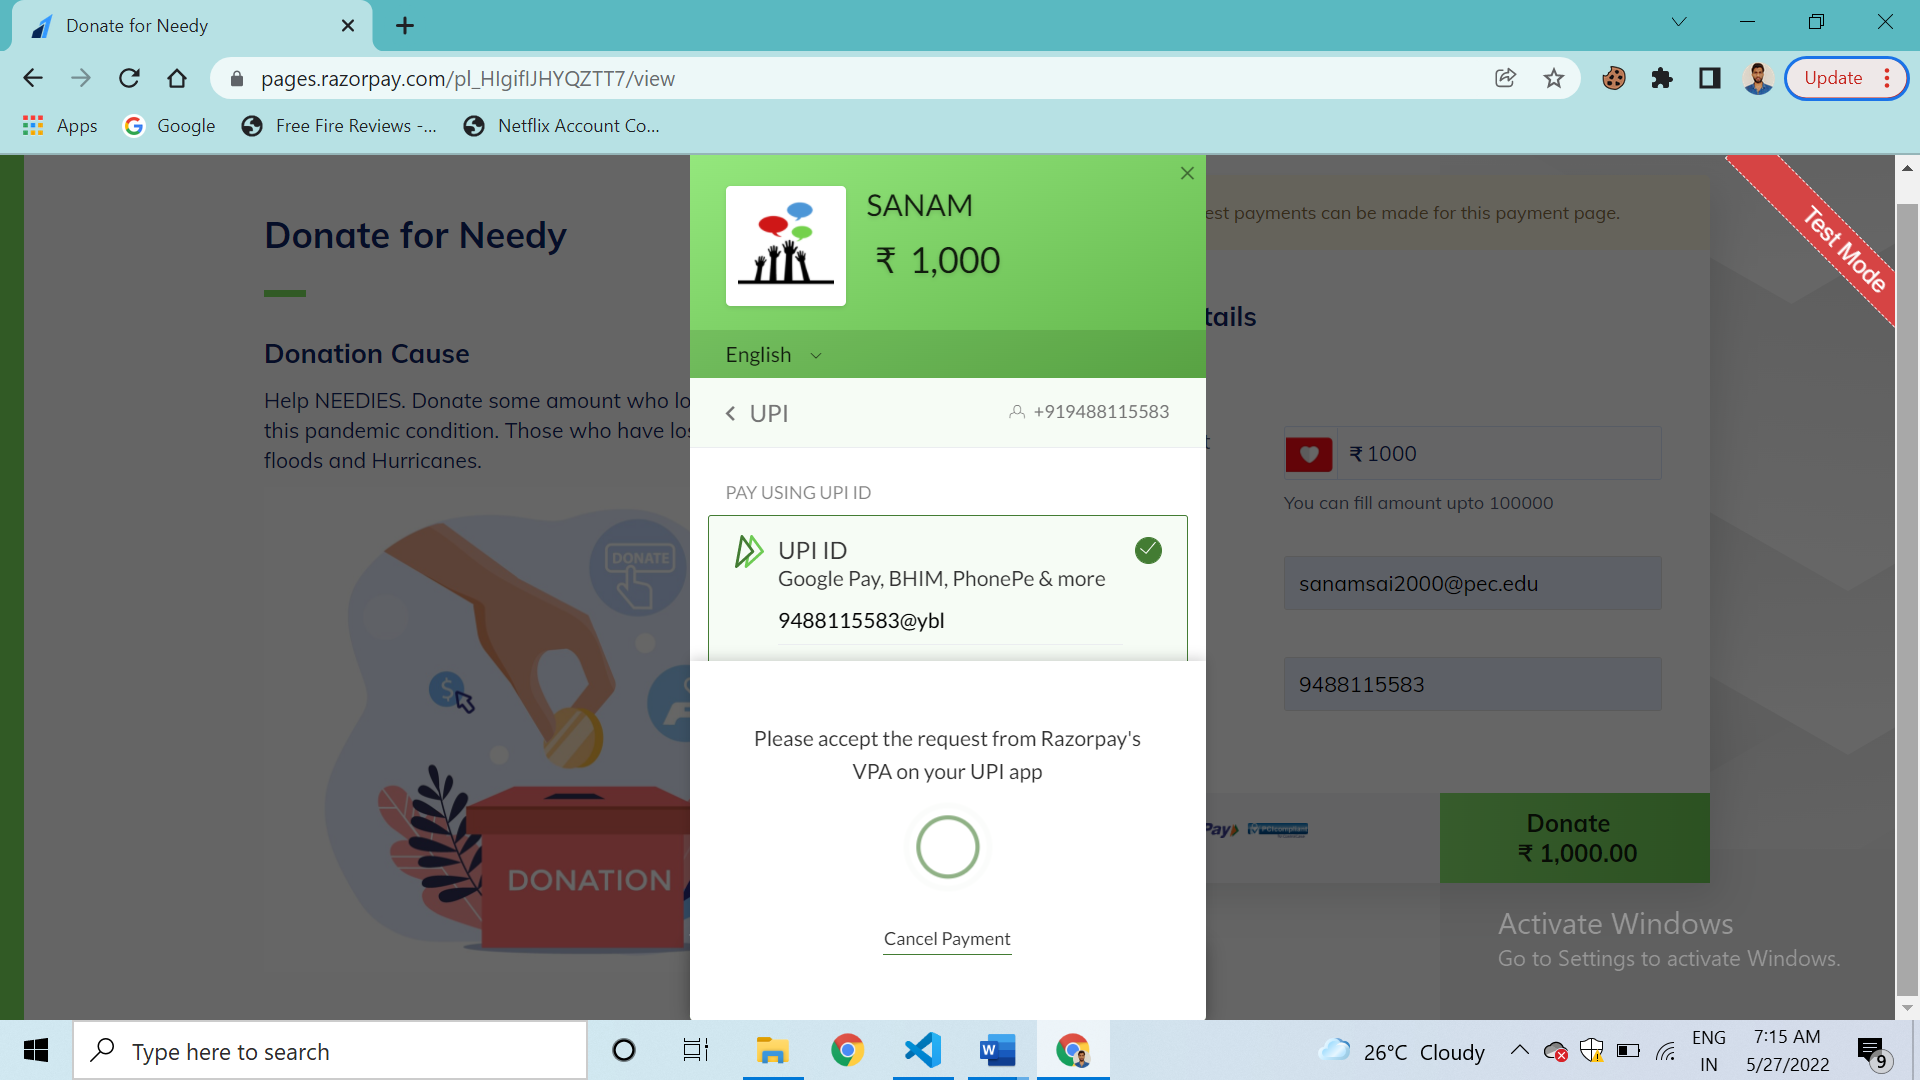 Donate for Needy
pages.razorpay.com/pl_HIgifIJHYQZTT7/view
Update
Apps
Google
Free Fire Reviews -...
Netflix Account Co...
Donate for Needy
Donation Cause
Help NEEDIES. Donate some amount who lo
this pandemic condition. Those who have los
floods and Hurricanes.
DONATE
$
DONATION
SANAM
₹ 1,000
English
UPI
+919488115583
PAY USING UPI ID
UPI ID
Google Pay, BHIM, PhonePe & more
9488115583@ybl
Please accept the request from Razorpay's
VPA on your UPI app
Cancel Payment
est payments can be made for this payment page.
Test Mode
tails
t
₹ 1000
You can fill amount upto 100000
sanamsai2000@pec.edu
9488115583
Pay
Donate
₹ 1,000.00
Activate Windows
Go to Settings to activate Windows.
Type here to search
26°C Cloudy
ENG
IN
7:15 AM
5/27/2022
9